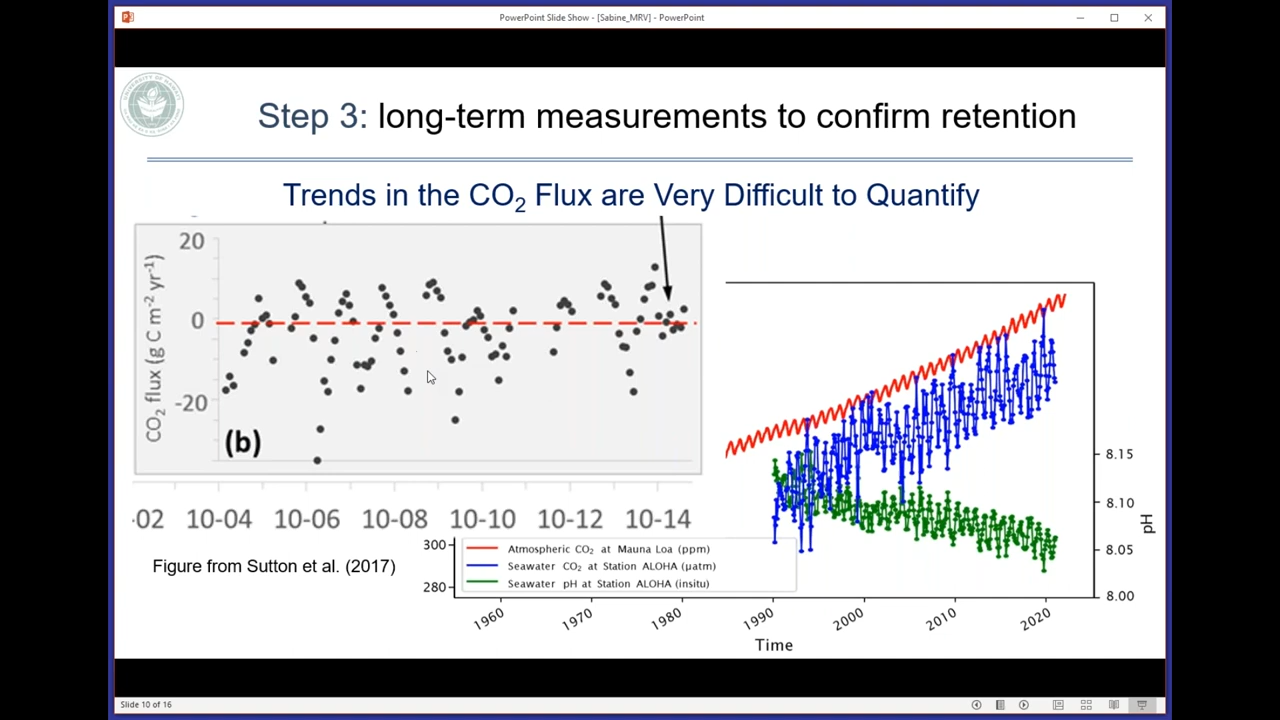 PowerPoint Slide Show - [Sabine_MRV] - PowerPoint
Step 3: long-term measurements to confirm retention
Trends in the CO2 Flux are Very Difficult to Quantify
20
0
-20
CO2 flux (g C m-2 yr-1)
(b)
-02 10-04 10-06 10-08 10-10 10-12 10-14
Figure from Sutton et al. (2017)
300
280
Atmospheric CO2 at Mauna Loa (ppm)
Seawater CO2 at Station ALOHA (µatm)
Seawater pH at Station ALOHA (insitu)
8.15
8.10
8.05
8.00
pH
1960 1970 1980 1990 2000 2010 2020
Time
Slide 10 of 16